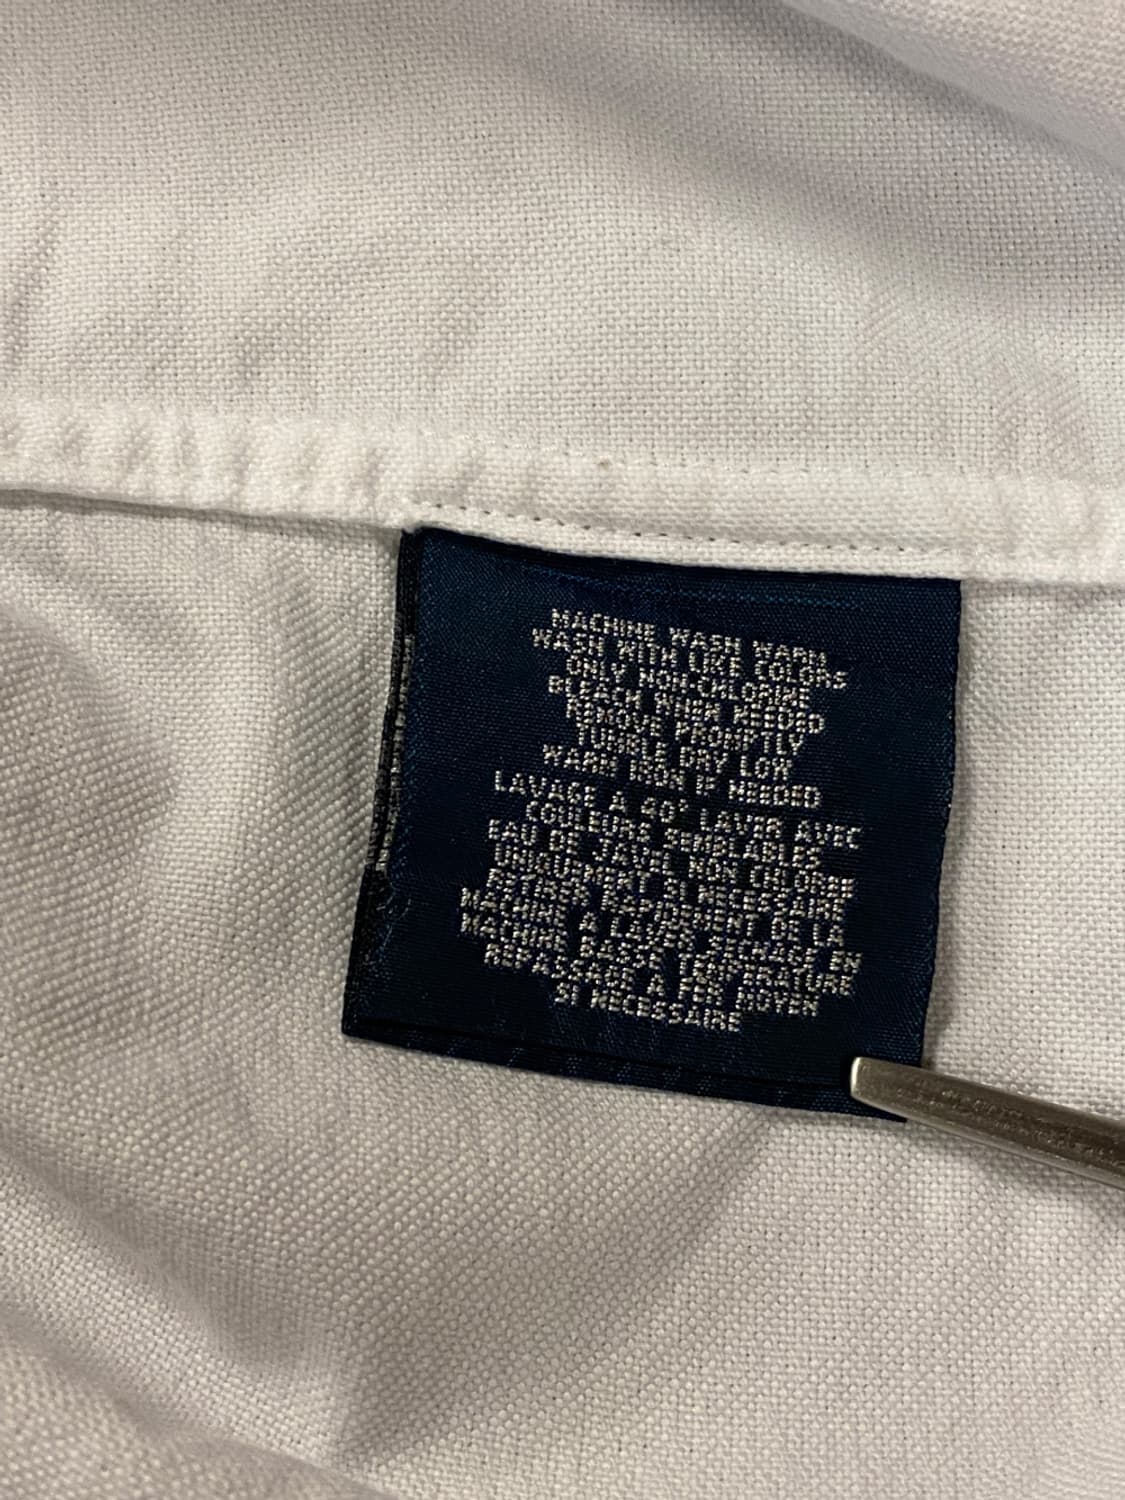 MACHINE WASH WARM
WASH WITH LIKE COLORS
ONLY NON-CHLORINE
BLEACH WHEN NEEDED
REMOVE PROMPTLY
TUMBLE DRY LOW
WARM IRON IF NEEDED
LAVAGE A 40° LAVER AVEC
COULEURS SEMBLABLES
EAU DE JAVEL NON CHLOREE
UNIQUEMENT SI NECESSAIRE
RETIRER RAPIDEMENT DE LA
MACHINE A LAVER SECHAGE EN
MACHINE BASSE TEMPERATURE
REPASSAGE A FER MOYEN
SI NECESSAIRE